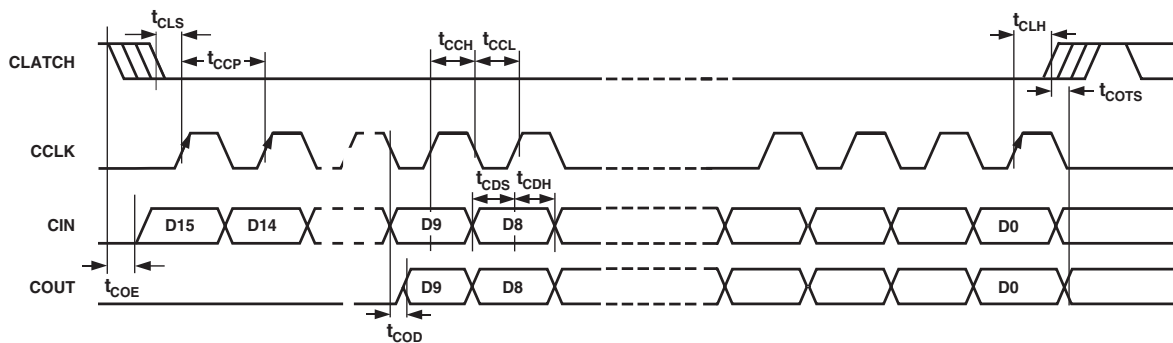 tCLS
tCCH
tCCL
tCLH
CLATCH
tCCP
tCOTS
CCLK
tCDS
tCDH
CIN
D15
D14
D9
D8
D0
tCOE
COUT
D9
D8
D0
tCOD